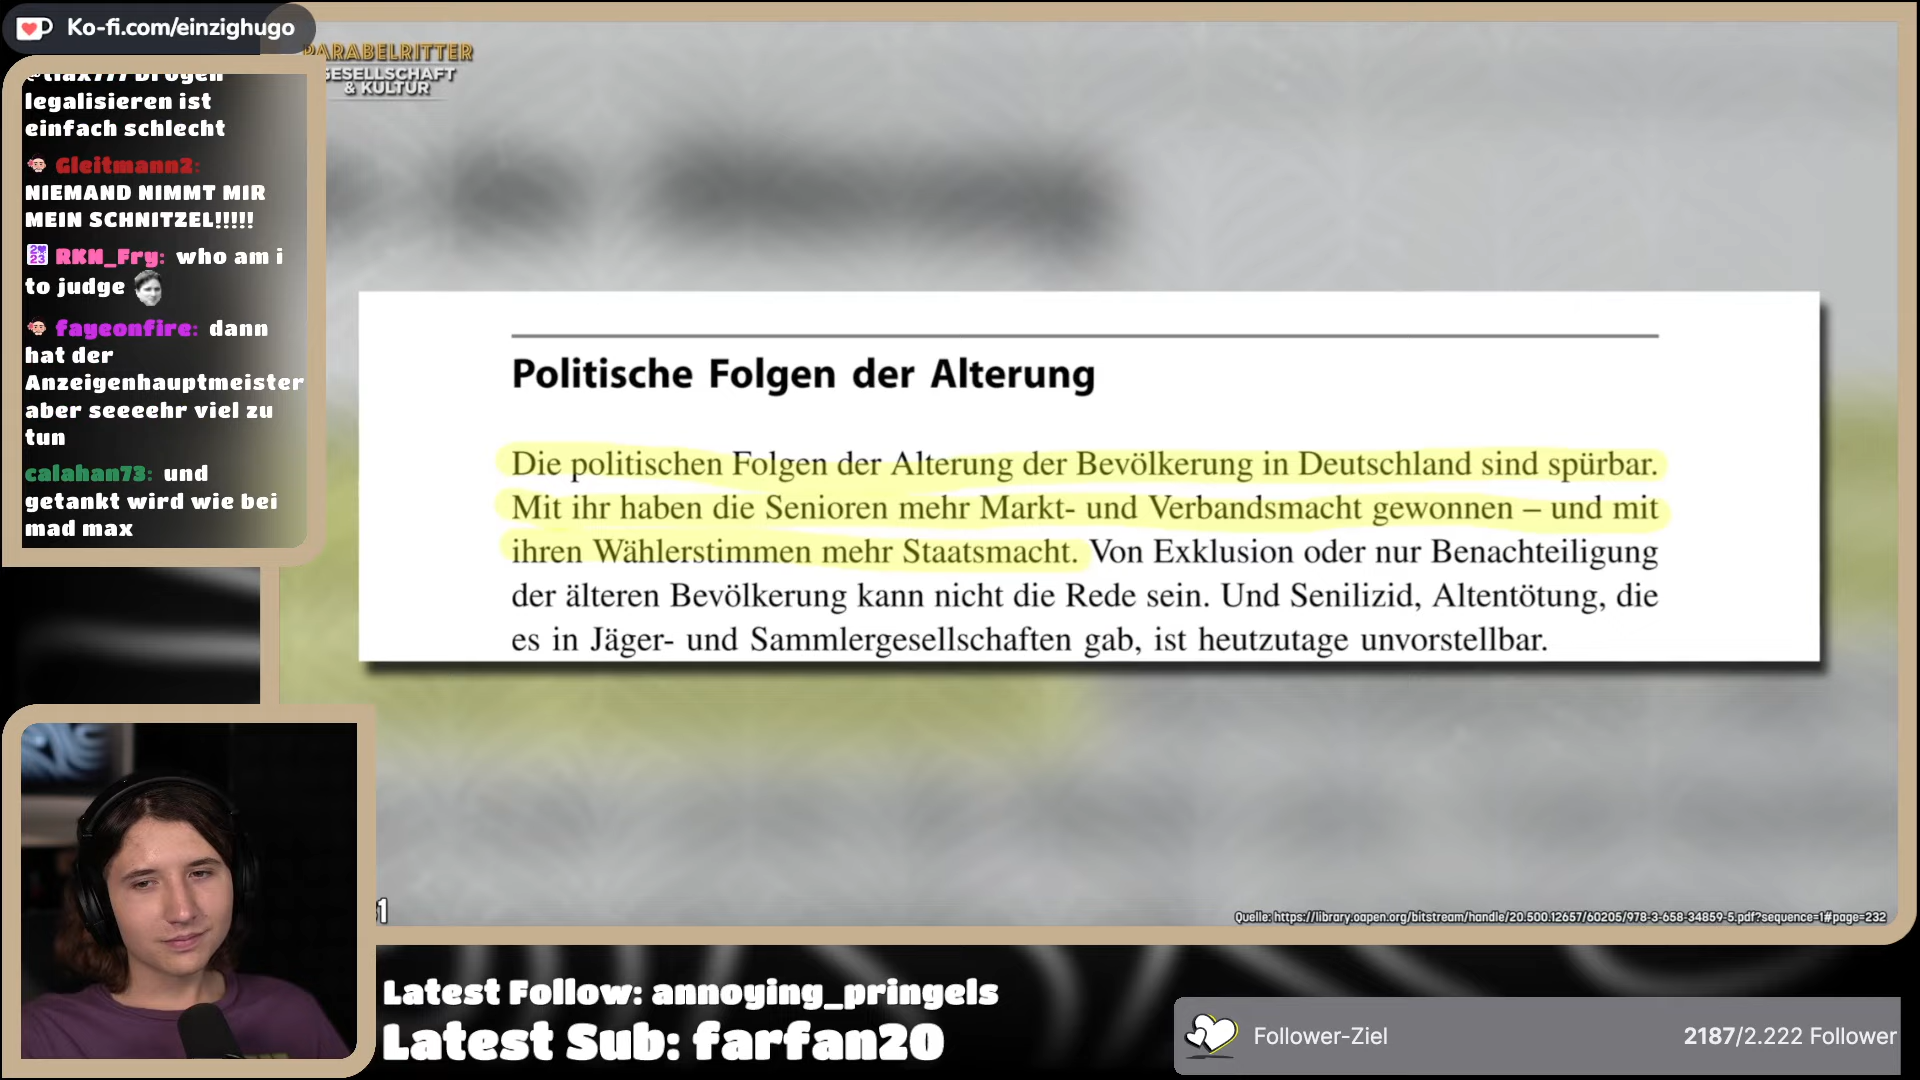 Ko-fi.com/einzighugo
PARABELRITTER
GESELLSCHAFT
& KULTUR
legalisieren ist
einfach schlecht
Gleitmann2:
NIEMAND NIMMT MIR
MEIN SCHNITZEL!!!!!
RKN_Fry: who am i
to judge
fayeonfire: dann
hat der
Anzeigenhauptmeister
aber seeeehr viel zu
tun
calahan73: und
getankt wird wie bei
mad max
Politische Folgen der Alterung
Die politischen Folgen der Alterung der Bevölkerung in Deutschland sind spürbar.
Mit ihr haben die Senioren mehr Markt- und Verbandsmacht gewonnen – und mit
ihren Wählerstimmen mehr Staatsmacht. Von Exklusion oder nur Benachteiligung
der älteren Bevölkerung kann nicht die Rede sein. Und Senilizid, Altentötung, die
es in Jäger- und Sammlergesellschaften gab, ist heutzutage unvorstellbar.
Quelle: https://library.oapen.org/bitstream/handle/20.500.12657/60205/978-3-658-34859-5.pdf?sequence=1#page=232
Latest Follow: annoying_pringels
Latest Sub: farfan20
Follower-Ziel
2187/2.222 Follower